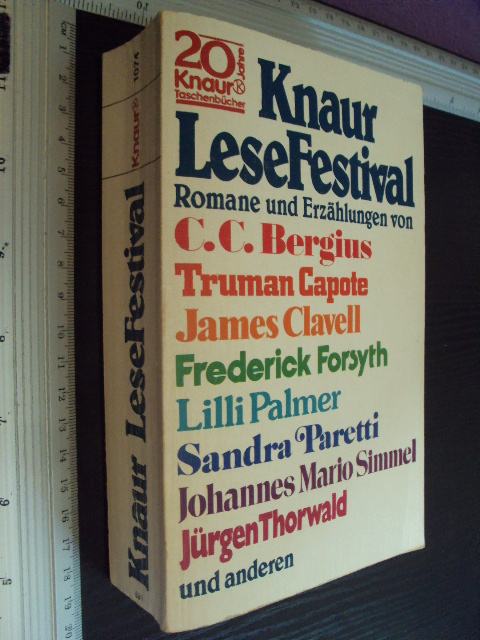 20 Jahre
Knaur
Taschenbücher
Knaur
LeseFestival
Romane und Erzählungen von
C. C. Bergius
Truman Capote
James Clavell
Frederick Forsyth
Lilli Palmer
Sandra Paretti
Johannes Mario Simmel
Jürgen Thorwald
und anderen
Knaur LeseFestival
Knaur
1074